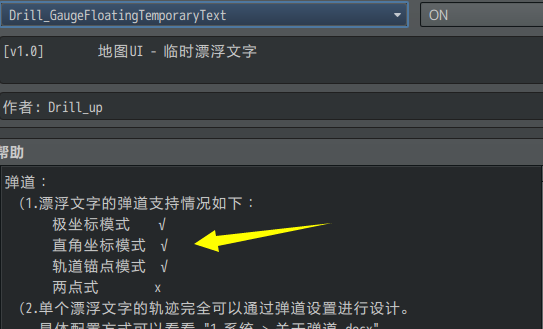 Drill_GaugeFloatingTemporaryText
ON
[v1.0] 地图UI - 临时漂浮文字
作者: Drill_up
帮助
弹道：
(1.漂浮文字的弹道支持情况如下：
极坐标模式 √
直角坐标模式 √
轨道锚点模式 √
两点式 x
(2.单个漂浮文字的轨迹完全可以通过弹道设置进行设计。
具体配置方式可以看看 "1.系统 > 关于弹道.docx"